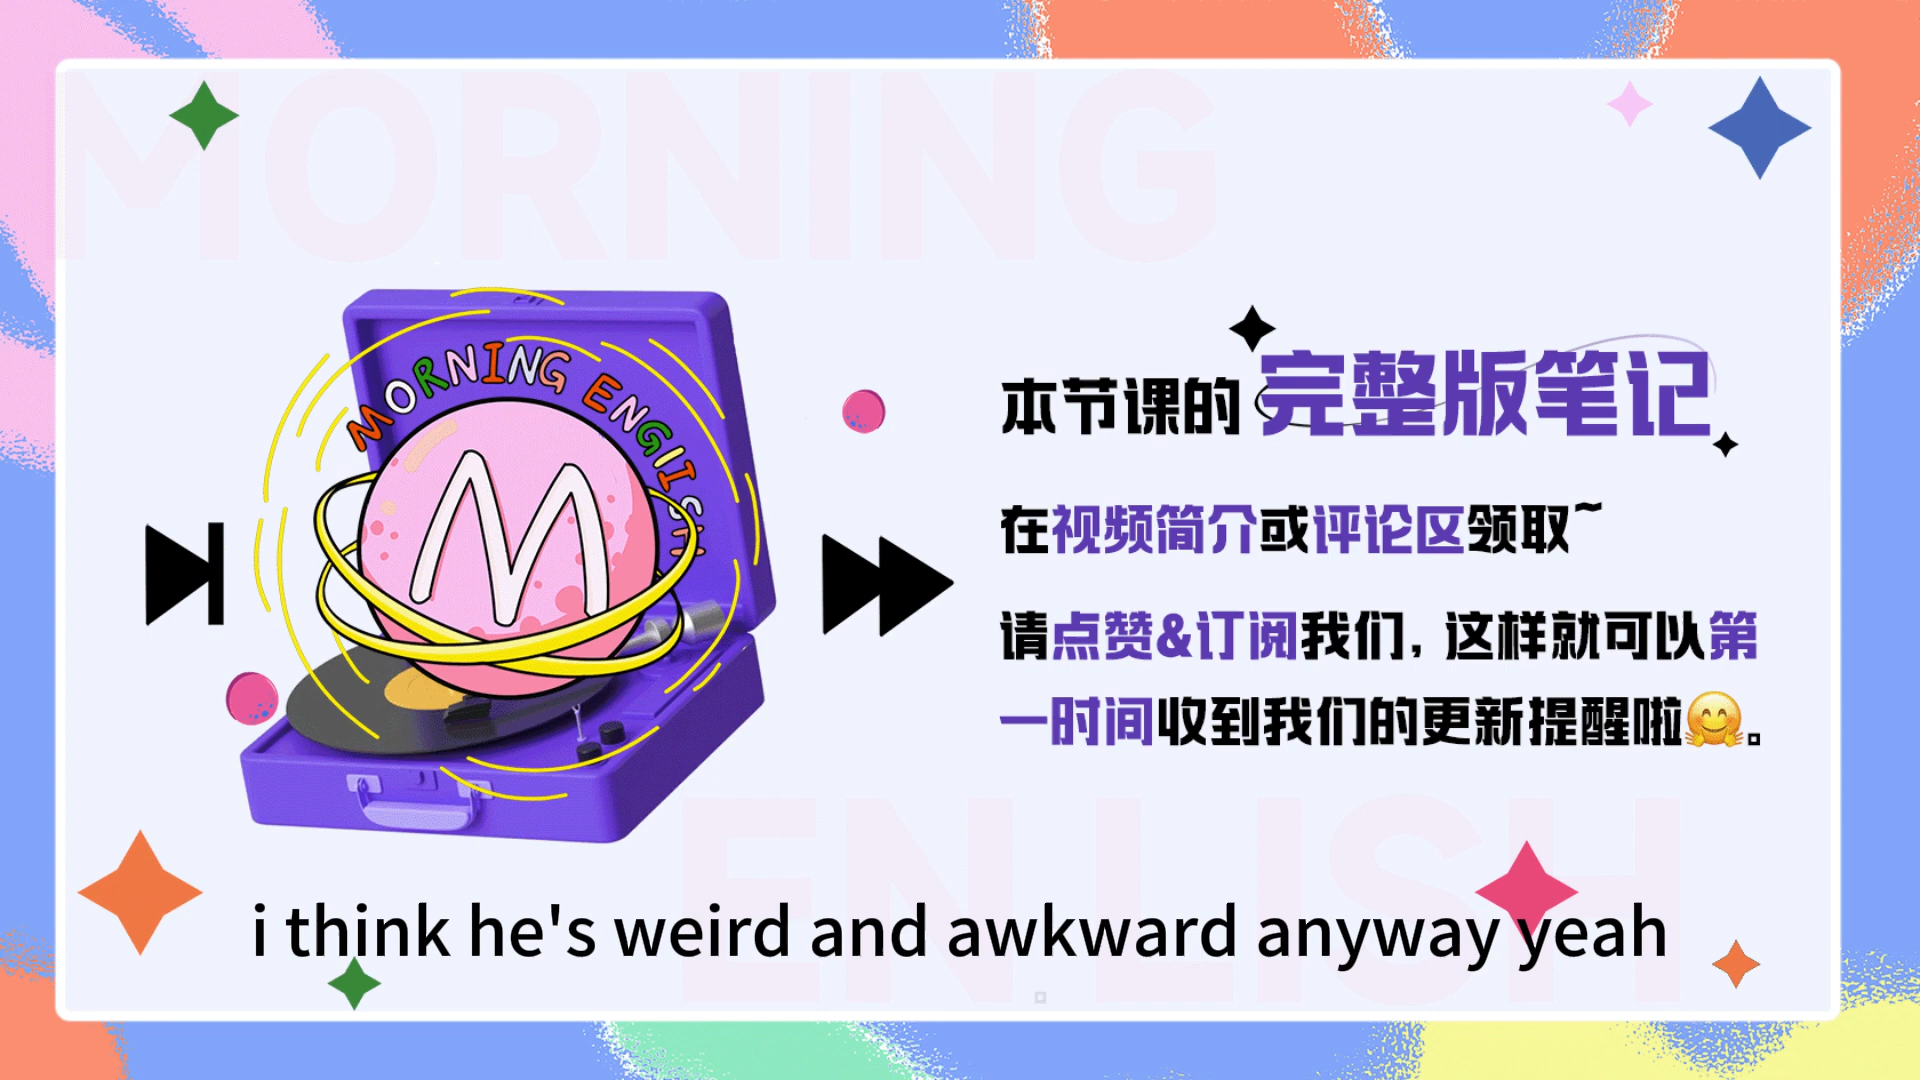 MORNING
MORNING ENGLISH
M
本节课的 完整版笔记
在视频简介或评论区领取~
请点赞&订阅我们，这样就可以第
一时间收到我们的更新提醒啦🤗。
EN LISH
i think he's weird and awkward anyway yeah